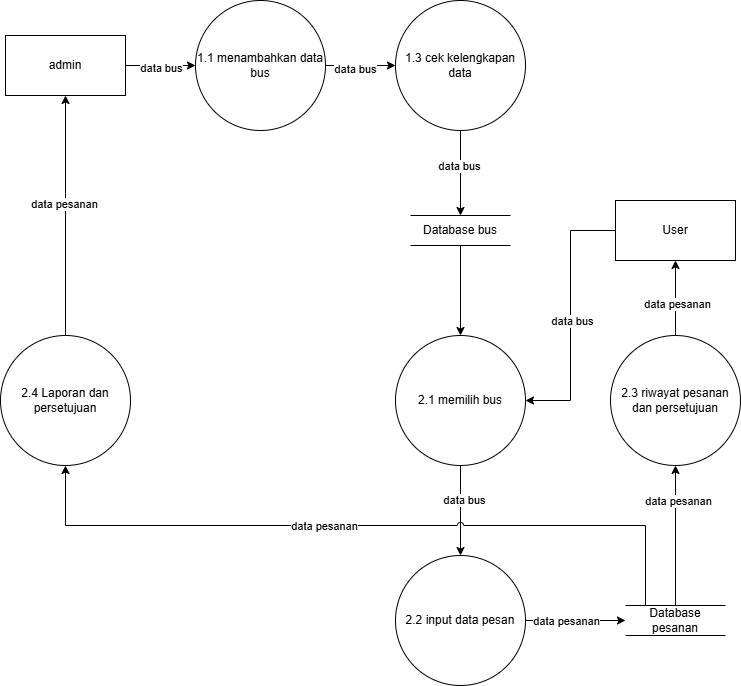 admin
data bus
1.1 menambahkan data
bus
data bus
1.3 cek kelengkapan
data
data bus
Database bus
User
data pesanan
data pesanan
data bus
2.4 Laporan dan
persetujuan
2.1 memilih bus
2.3 riwayat pesanan
dan persetujuan
data bus
data pesanan
data pesanan
2.2 input data pesan
data pesanan
Database
pesanan